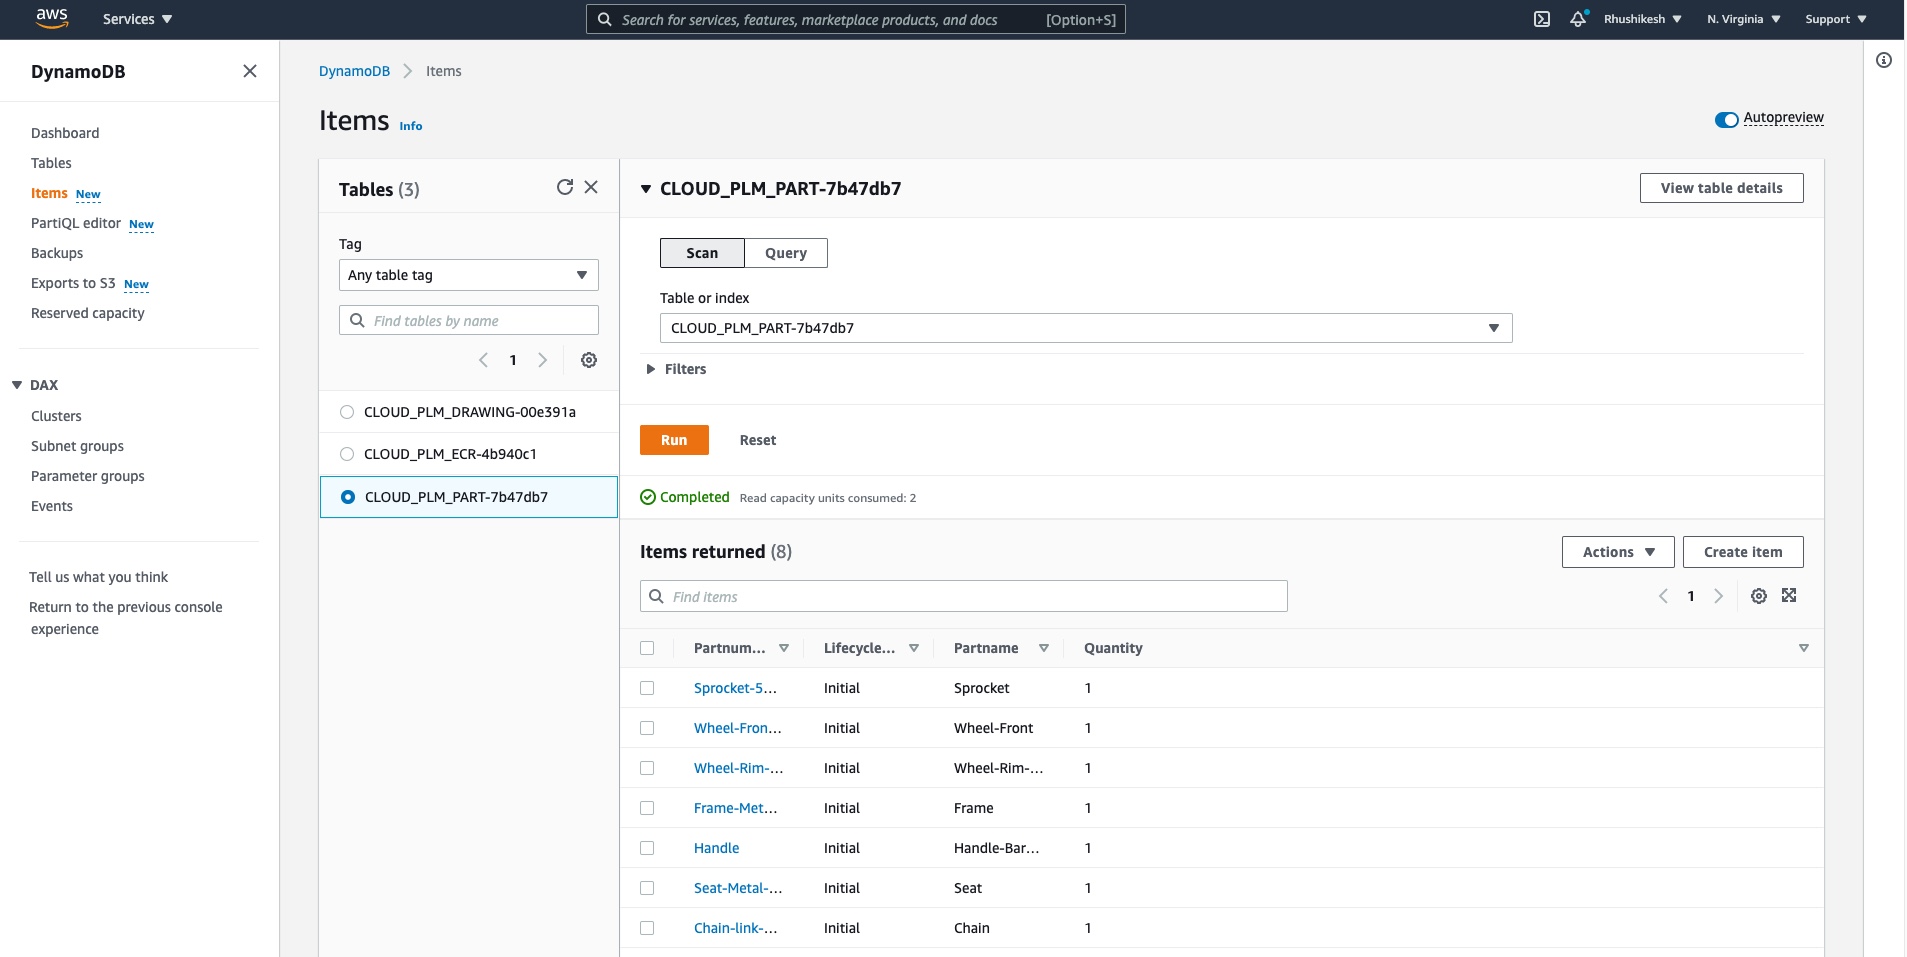 aws
Services
Search for services, features, marketplace products, and docs [Option+S]
Rhushikesh
N. Virginia
Support
DynamoDB
Dashboard
Tables
Items New
PartiQL editor New
Backups
Exports to S3 New
Reserved capacity
DAX
Clusters
Subnet groups
Parameter groups
Events
Tell us what you think
Return to the previous console
experience
DynamoDB > Items
Items Info
Autopreview
Tables (3)
Tag
Any table tag
Find tables by name
1
CLOUD_PLM_DRAWING-00e391a
CLOUD_PLM_ECR-4b940c1
CLOUD_PLM_PART-7b47db7
CLOUD_PLM_PART-7b47db7
View table details
Scan Query
Table or index
CLOUD_PLM_PART-7b47db7
Filters
Run Reset
Completed Read capacity units consumed: 2
Items returned (8)
Actions Create item
Find items
1
Partnum... Lifecycle... Partname Quantity
Sprocket-5... Initial Sprocket 1
Wheel-Fron... Initial Wheel-Front 1
Wheel-Rim-... Initial Wheel-Rim-... 1
Frame-Met... Initial Frame 1
Handle Initial Handle-Bar... 1
Seat-Metal-... Initial Seat 1
Chain-link-... Initial Chain 1